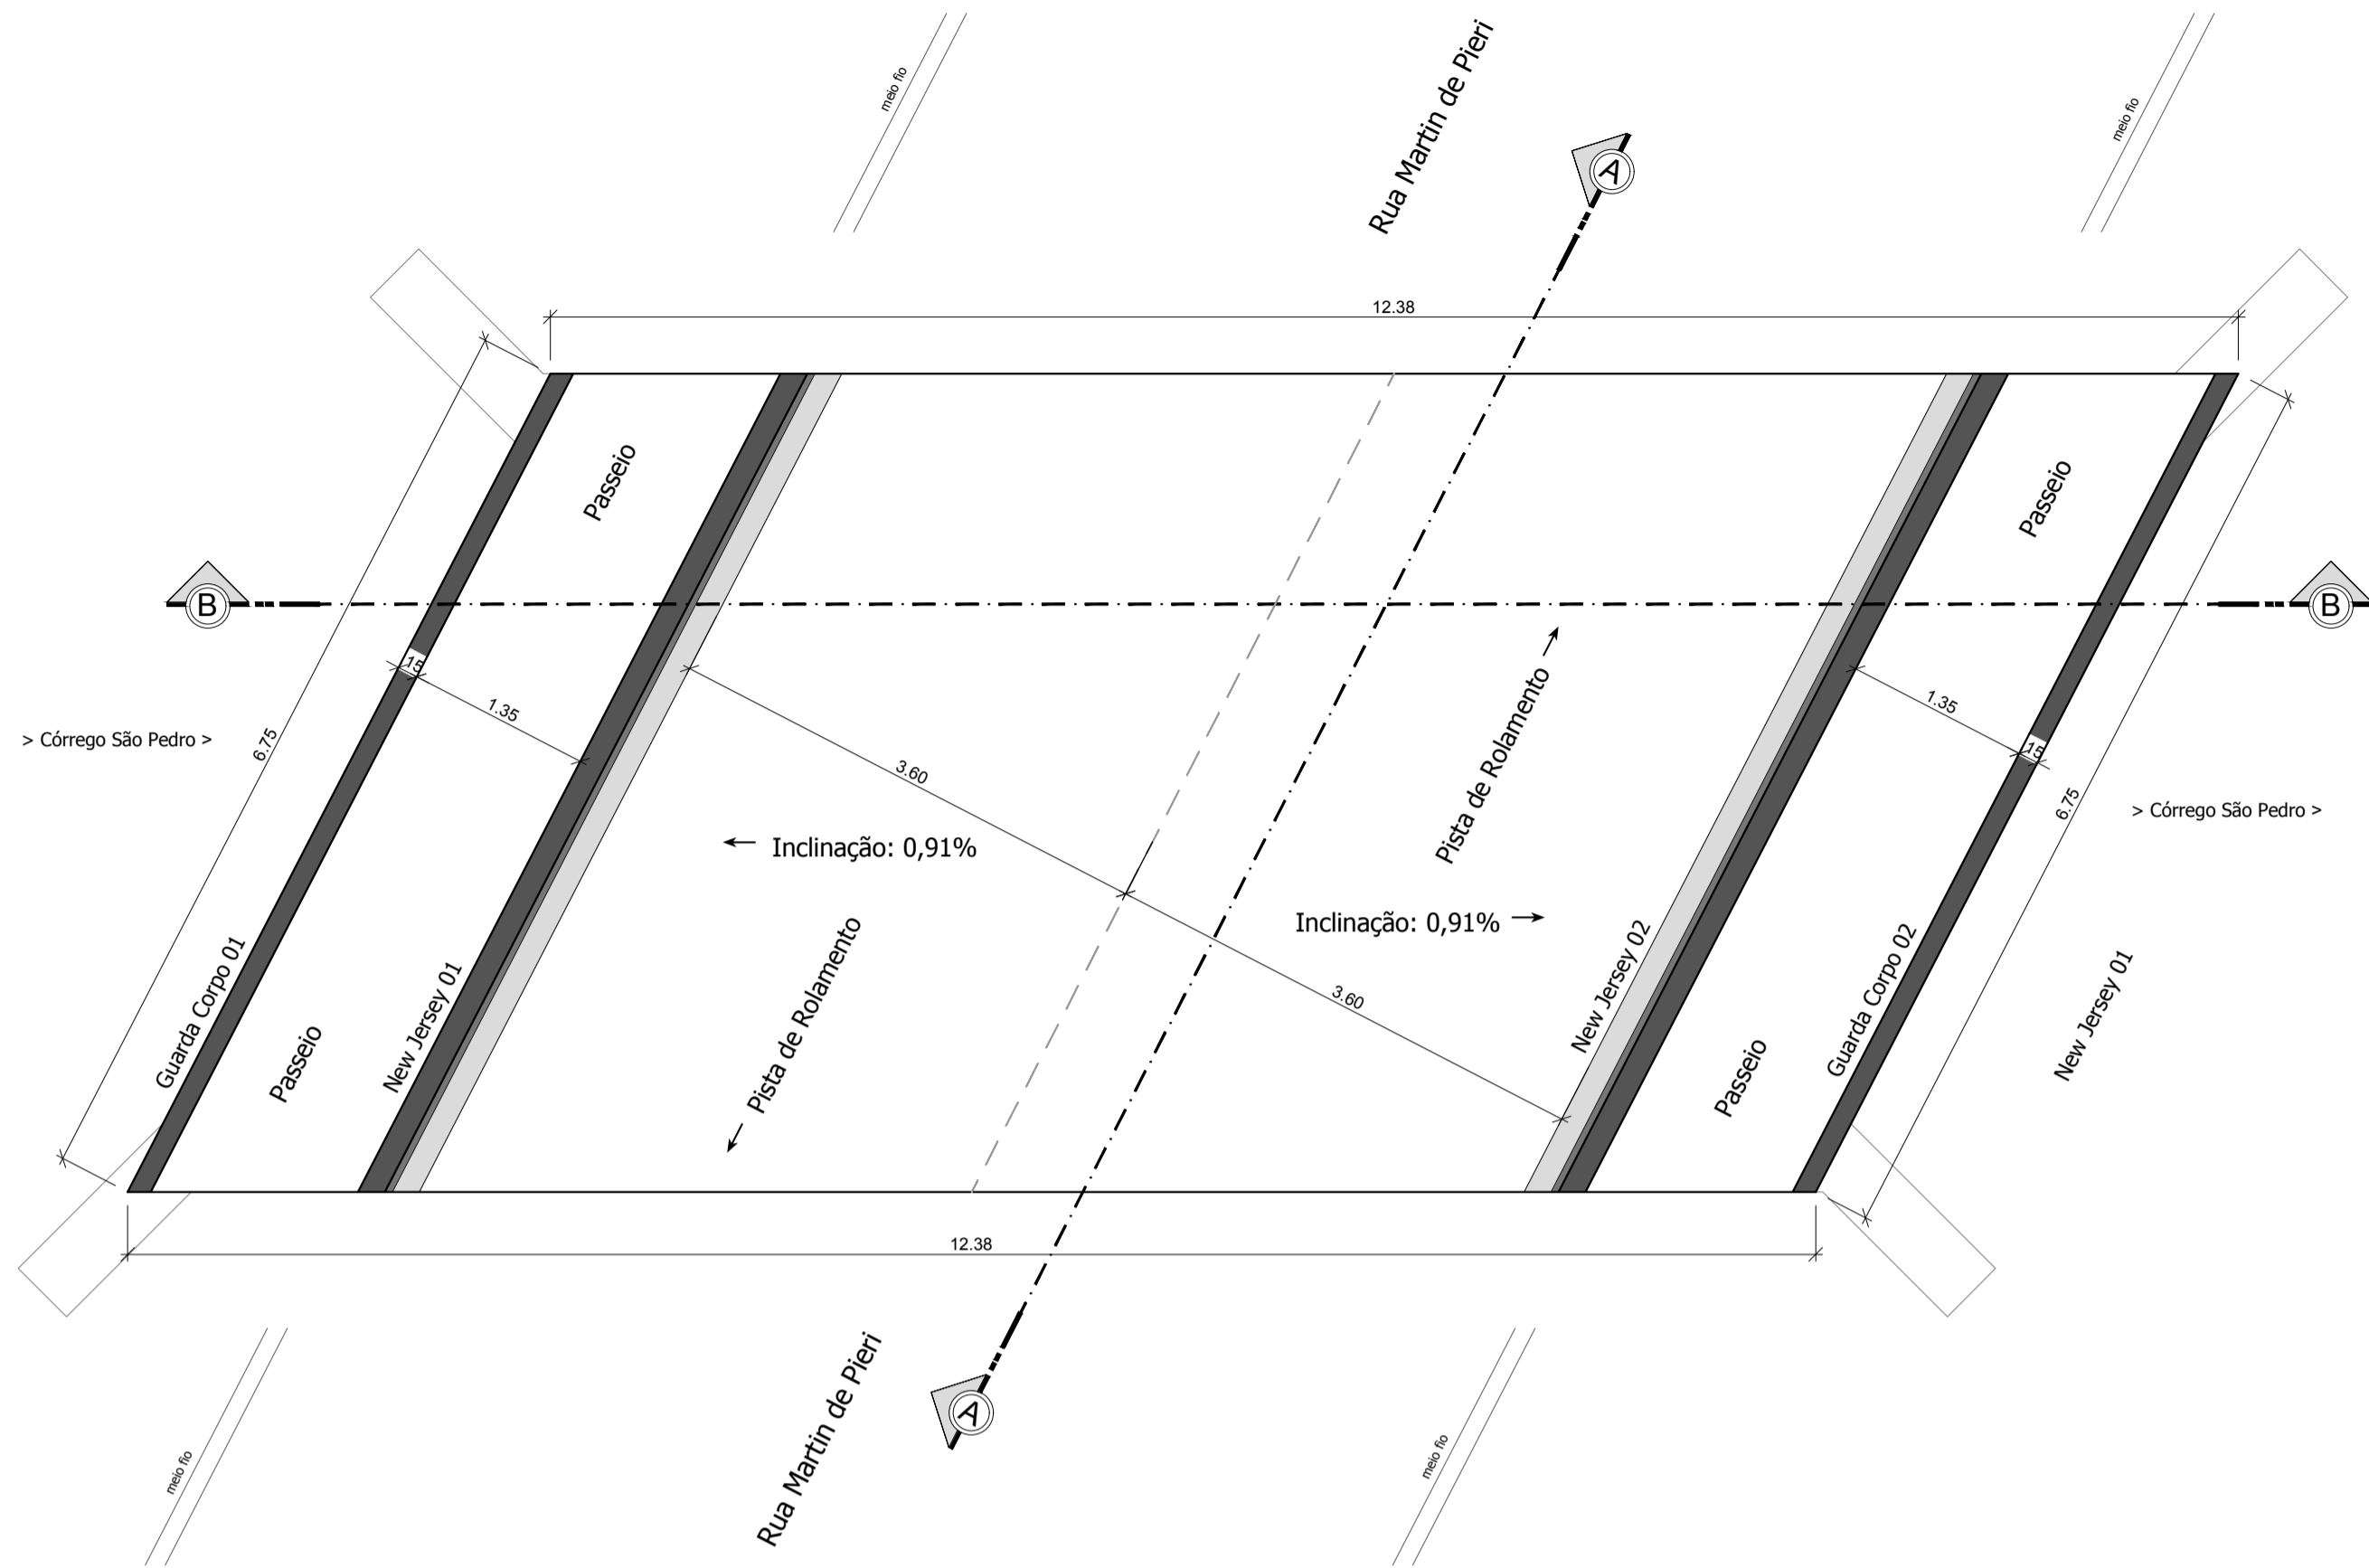 meio fio
Rua Martin de Pieri
meio fio
A
12.38
Passeio
Passeio
B
B
15
1.35
1.35
15
> Córrego São Pedro >
6.75
3.60
Pista de Rolamento
6.75
> Córrego São Pedro >
Inclinação: 0,91%
Inclinação: 0,91%
Guarda Corpo 01
Passeio
New Jersey 01
Pista de Rolamento
3.60
New Jersey 02
Passeio
Guarda Corpo 02
New Jersey 01
12.38
Rua Martin de Pieri
A
meio fio
meio fio